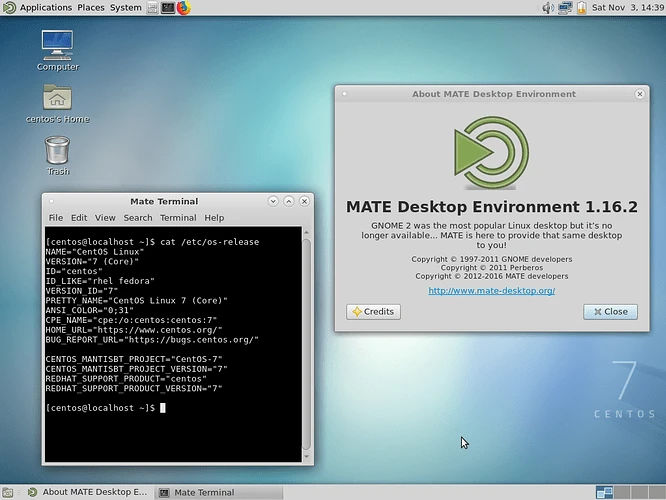 Applications Places System
Sat Nov 3, 14:39
Computer
centos's Home
Trash
About MATE Desktop Environment
MATE Desktop Environment 1.16.2
GNOME 2 was the most popular Linux desktop but it's no
longer available... MATE is here to provide that same desktop
to you!
Copyright © 1997-2011 GNOME developers
Copyright © 2011 Perberos
Copyright © 2012-2016 MATE developers
http://www.mate-desktop.org/
Credits
Close
Mate Terminal
File Edit View Search Terminal Help
[centos@localhost ~]$ cat /etc/os-release
NAME="CentOS Linux"
VERSION="7 (Core)"
ID="centos"
ID_LIKE="rhel fedora"
VERSION_ID="7"
PRETTY_NAME="CentOS Linux 7 (Core)"
ANSI_COLOR="0;31"
CPE_NAME="cpe:/o:centos:centos:7"
HOME_URL="https://www.centos.org/"
BUG_REPORT_URL="https://bugs.centos.org/"
CENTOS_MANTISBT_PROJECT="CentOS-7"
CENTOS_MANTISBT_PROJECT_VERSION="7"
REDHAT_SUPPORT_PRODUCT="centos"
REDHAT_SUPPORT_PRODUCT_VERSION="7"
[centos@localhost ~]$
7
CENTOS
About MATE Desktop E...
Mate Terminal